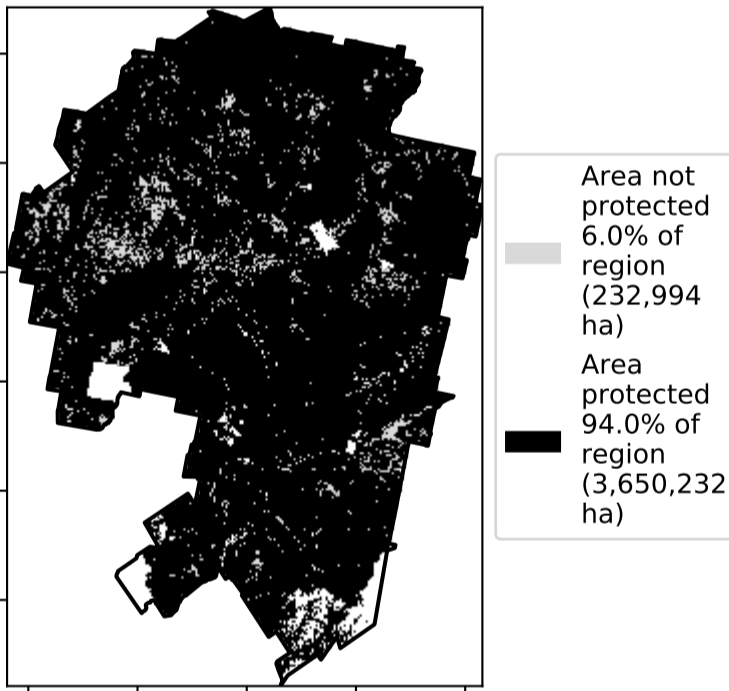 Area not
protected
6.0% of
region
(232,994
ha)
Area
protected
94.0% of
region
(3,650,232
ha)